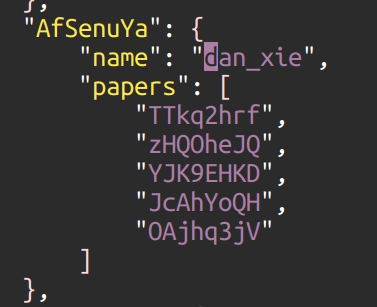 },
"AfSenuYa": {
"name": "dan_xie",
"papers": [
"TTkq2hrf",
"zHQOheJQ",
"YJK9EHKD",
"JcAhYoQH",
"OAjhq3jV"
]
},